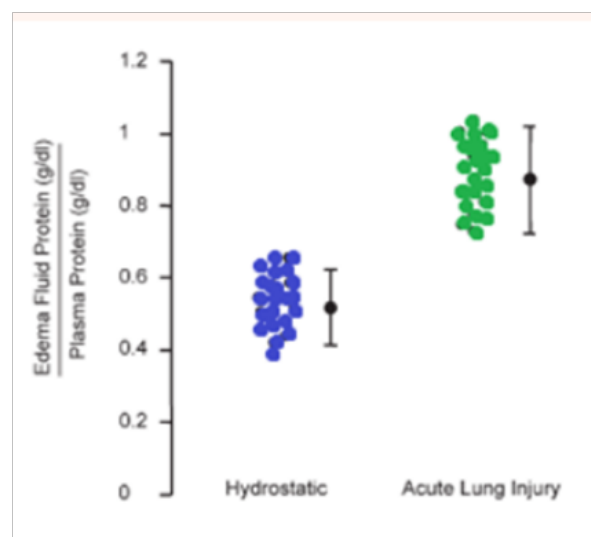 1.2
1
0.8
0.6
0.4
0.2
0
Edema Fluid Protein (g/dl)
Plasma Protein (g/dl)
Hydrostatic
Acute Lung Injury